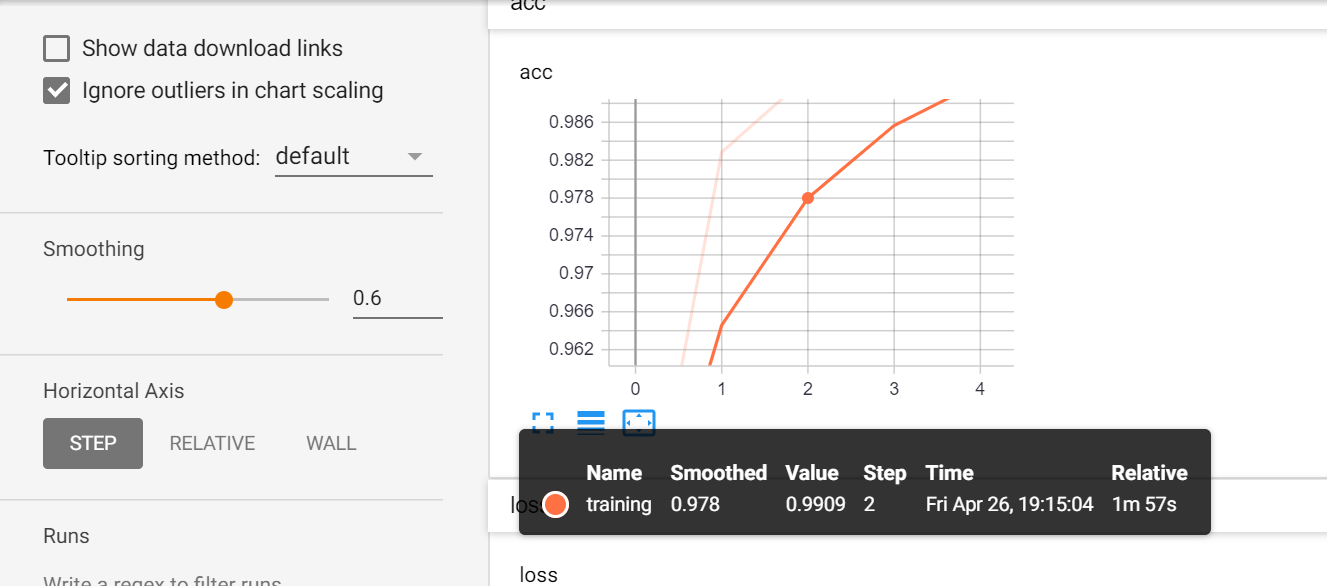 acc
Show data download links
Ignore outliers in chart scaling
Tooltip sorting method: default
Smoothing
0.6
Horizontal Axis
STEP RELATIVE WALL
Runs
Write a regex to filter runs
acc
0.986
0.982
0.978
0.974
0.97
0.966
0.962
0 1 2 3 4
Name Smoothed Value Step Time Relative
training 0.978 0.9909 2 Fri Apr 26, 19:15:04 1m 57s
loss
loss